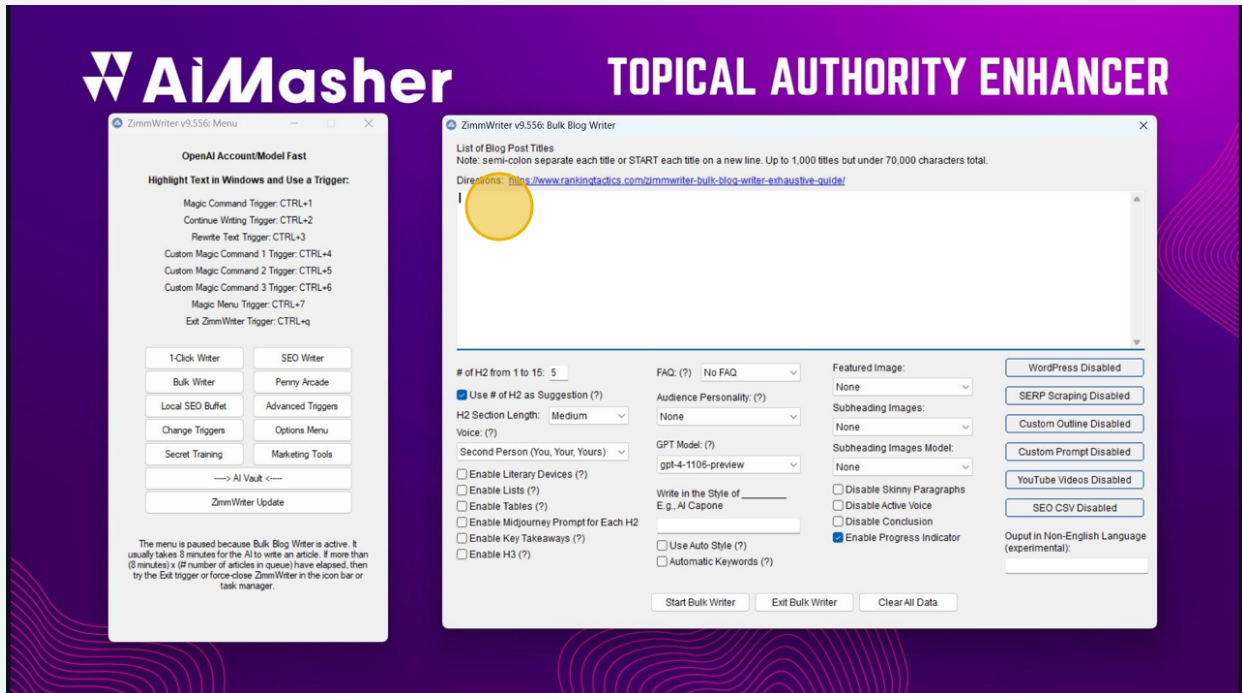 AiMasher
TOPICAL AUTHORITY ENHANCER
ZimmWriter v9.556: Menu
OpenAI Account/Model Fast
Highlight Text in Windows and Use a Trigger:
Magic Command Trigger: CTRL+1
Continue Writing Trigger: CTRL+2
Rewrite Text Trigger: CTRL+3
Custom Magic Command 1 Trigger: CTRL+4
Custom Magic Command 2 Trigger: CTRL+5
Custom Magic Command 3 Trigger: CTRL+6
Magic Menu Trigger: CTRL+7
Exit ZimmWriter Trigger: CTRL+q
1-Click Writer
SEO Writer
Bulk Writer
Penny Arcade
Local SEO Buffet
Advanced Triggers
Change Triggers
Options Menu
Secret Training
Marketing Tools
----> AI Vault <----
ZimmWriter Update
The menu is paused because Bulk Blog Writer is active. It
usually takes 8 minutes for the AI to write an article. If more than
(8 minutes) x (# number of articles in queue) have elapsed, then
try the Exit trigger or force-close ZimmWriter in the icon bar or
task manager.
ZimmWriter v9.556: Bulk Blog Writer
List of Blog Post Titles
Note: semi-colon separate each title or START each title on a new line. Up to 1,000 titles but under 70,000 characters total.
Directions: https://www.rankingtactics.com/zimmwriter-bulk-blog-writer-exhaustive-guide/
# of H2 from 1 to 15: 5
Use # of H2 as Suggestion (?)
H2 Section Length: Medium
Voice: (?)
Second Person (You, Your, Yours)
Enable Literary Devices (?)
Enable Lists (?)
Enable Tables (?)
Enable Midjourney Prompt for Each H2
Enable Key Takeaways (?)
Enable H3 (?)
FAQ: (?) No FAQ
Audience Personality: (?)
None
GPT Model: (?)
gpt-4-1106-preview
Write in the Style of ________
E.g., Al Capone
Use Auto Style (?)
Automatic Keywords (?)
Featured Image:
None
Subheading Images:
None
Subheading Images Model:
None
Disable Skinny Paragraphs
Disable Active Voice
Disable Conclusion
Enable Progress Indicator
WordPress Disabled
SERP Scraping Disabled
Custom Outline Disabled
Custom Prompt Disabled
YouTube Videos Disabled
SEO CSV Disabled
Ouput in Non-English Language
(experimental):
Start Bulk Writer
Exit Bulk Writer
Clear All Data